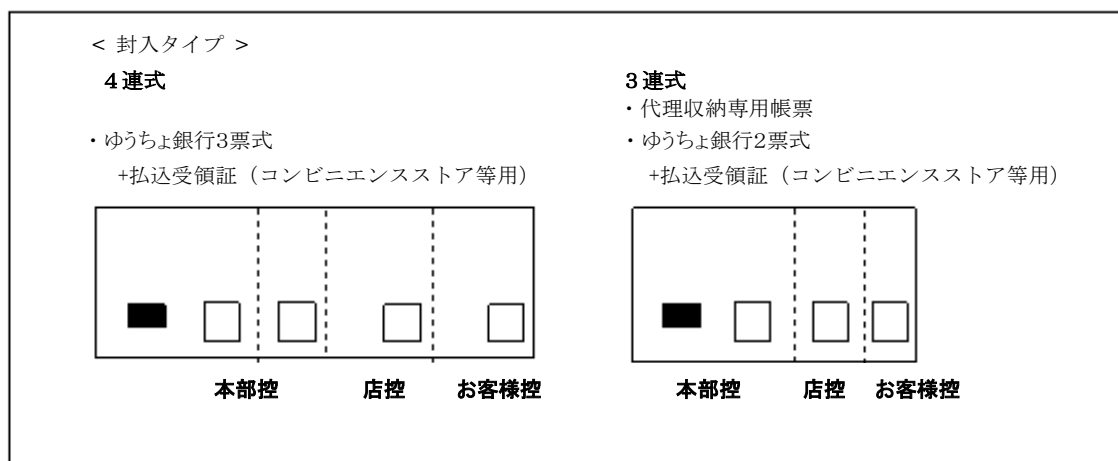 < 封入タイプ >
4連式
・ゆうちょ銀行3票式
+払込受領証(コンビニエンスストア等用)
本部控 店控 お客様控
3連式
・代理収納専用帳票
・ゆうちょ銀行2票式
+払込受領証(コンビニエンスストア等用)
本部控 店控 お客様控